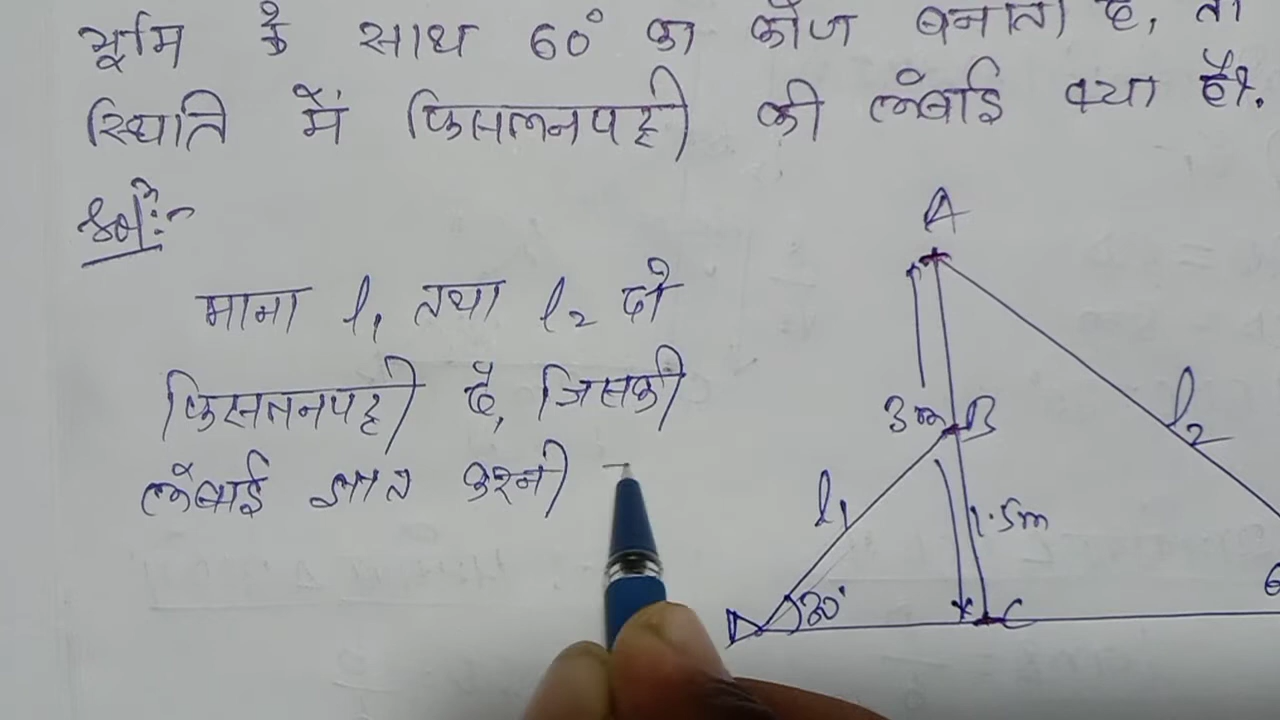 भूमि के साथ 60° का कोण बनाता है, तो
स्थिति में फिसलनपट्टी की लंबाई क्या है?.
हलः-
माना l₁ तथा l₂ दो
फिसलनपट्टी है, जिसकी
लंबाई ज्ञात करनी
A
3m B
l₂
l₁
1.5m
30°
C
D